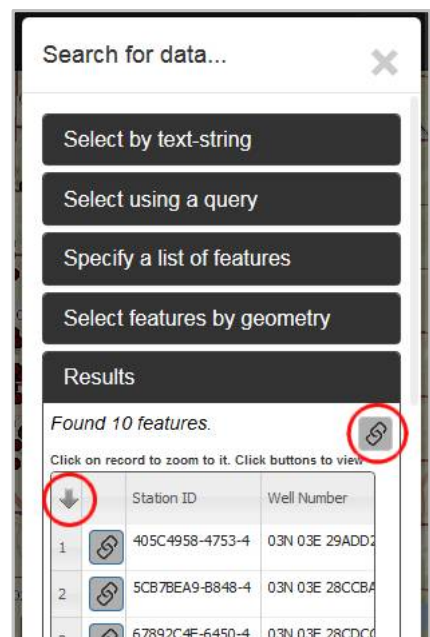 Search for data...
Select by text-string
Select using a query
Specify a list of features
Select features by geometry
Results
Found 10 features.
Click on record to zoom to it. Click buttons to view
Station ID Well Number
1 405C4958-4753-4 03N 03E 29ADD2
2 5CB7BEA9-B848-4 03N 03E 28CCBA
67892C4E-6450-4 03N 03E 28CDCC